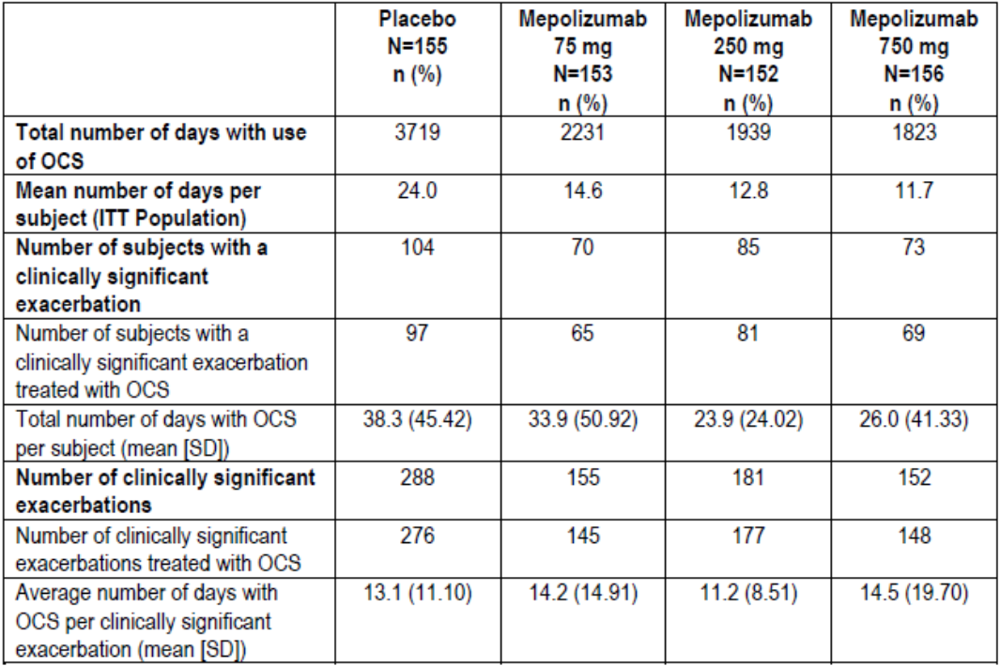 Placebo Mepolizumab Mepolizumab Mepolizumab
N=155 75 mg 250 mg 750 mg
n (%) N=153 N=152 N=156
n (%) n (%) n (%)
Total number of days with use 3719 2231 1939 1823
of OCS
Mean number of days per 24.0 14.6 12.8 11.7
subject (ITT Population)
Number of subjects with a 104 70 85 73
clinically significant
exacerbation
Number of subjects with a 97 65 81 69
clinically significant exacerbation
treated with OCS
Total number of days with OCS 38.3 (45.42) 33.9 (50.92) 23.9 (24.02) 26.0 (41.33)
per subject (mean [SD])
Number of clinically significant 288 155 181 152
exacerbations
Number of clinically significant 276 145 177 148
exacerbations treated with OCS
Average number of days with 13.1 (11.10) 14.2 (14.91) 11.2 (8.51) 14.5 (19.70)
OCS per clinically significant
exacerbation (mean [SD])